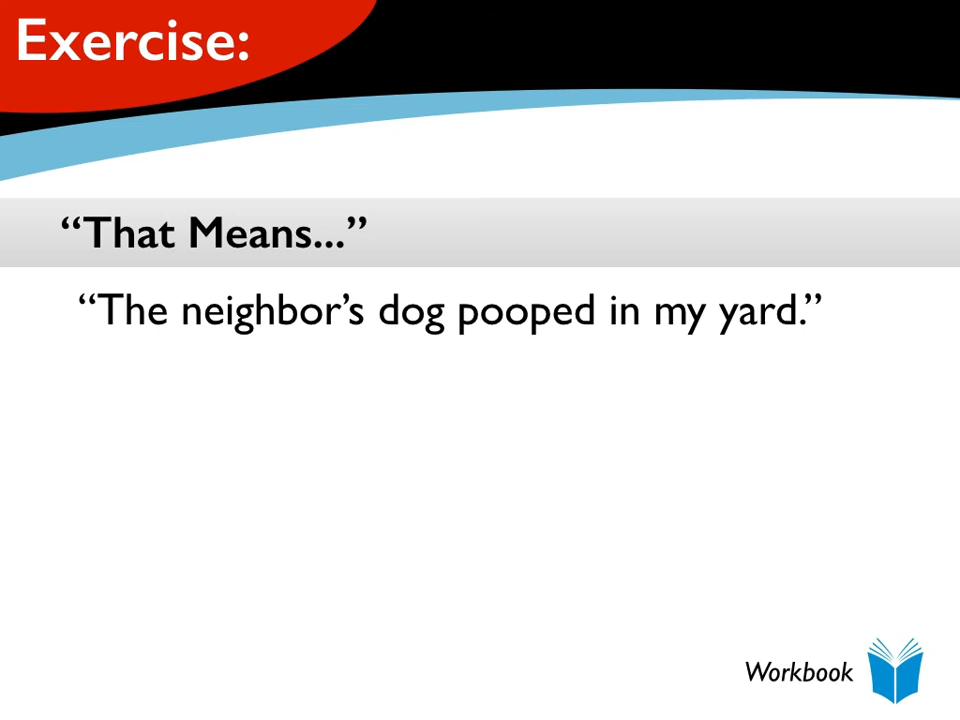 Exercise:
“That Means...”
“The neighbor’s dog pooped in my yard.”
Workbook